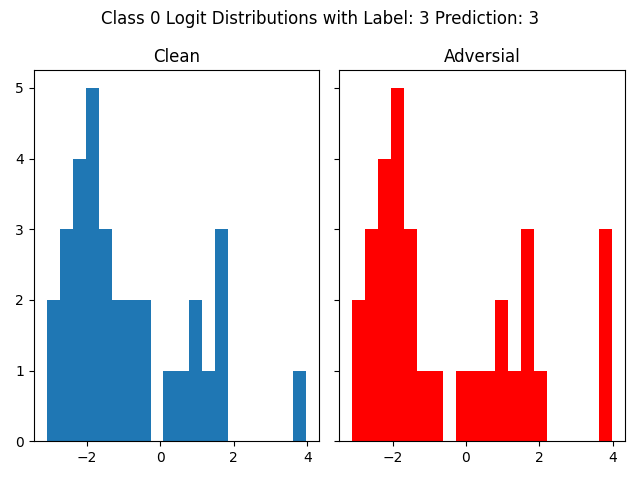 Class 0 Logit Distributions with Label: 3 Prediction: 3
Clean
Adversial
5
4
3
2
1
0
−2 0 2 4
−2 0 2 4